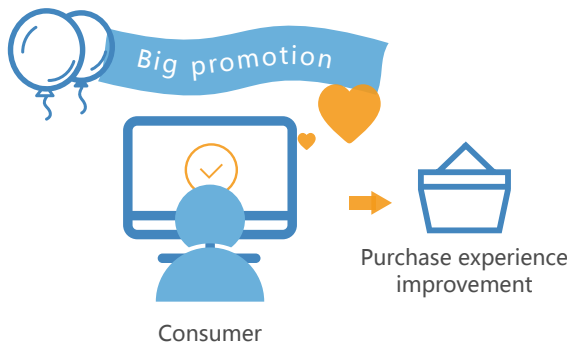 Big promotion
Purchase experience
improvement
Consumer